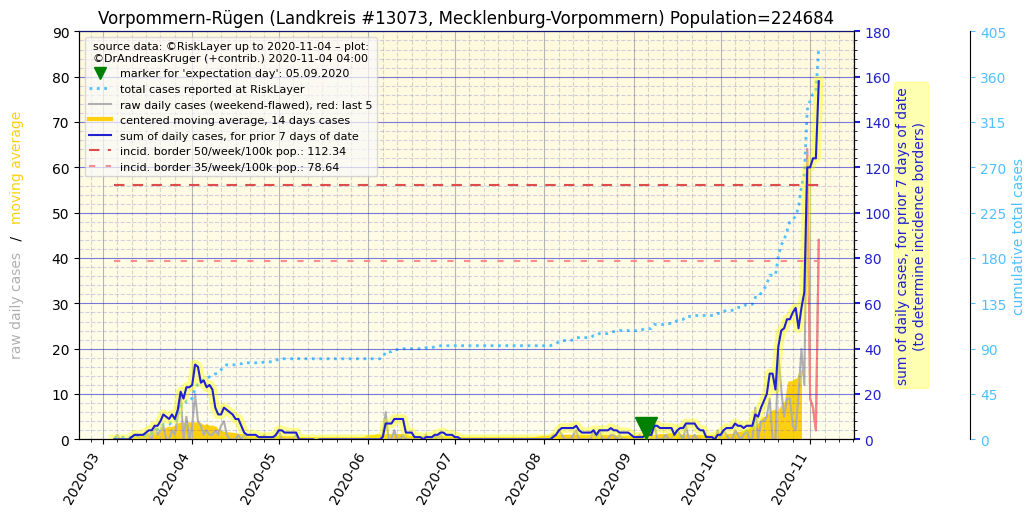 Vorpommern-Rügen (Landkreis #13073, Mecklenburg-Vorpommern) Population=224684
source data: ©RiskLayer up to 2020-11-04 – plot:
©DrAndreasKruger (+contrib.) 2020-11-04 04:00
marker for 'expectation day': 05.09.2020
total cases reported at RiskLayer
raw daily cases (weekend-flawed), red: last 5
centered moving average, 14 days cases
sum of daily cases, for prior 7 days of date
incid. border 50/week/100k pop.: 112.34
incid. border 35/week/100k pop.: 78.64
raw daily cases / moving average
90
80
70
60
50
40
30
20
10
0
180
160
140
120
100
80
60
40
20
0
sum of daily cases, for prior 7 days of date
(to determine incidence borders)
405
360
315
270
225
180
135
90
45
0
cumulative total cases
2020-03
2020-04
2020-05
2020-06
2020-07
2020-08
2020-09
2020-10
2020-11